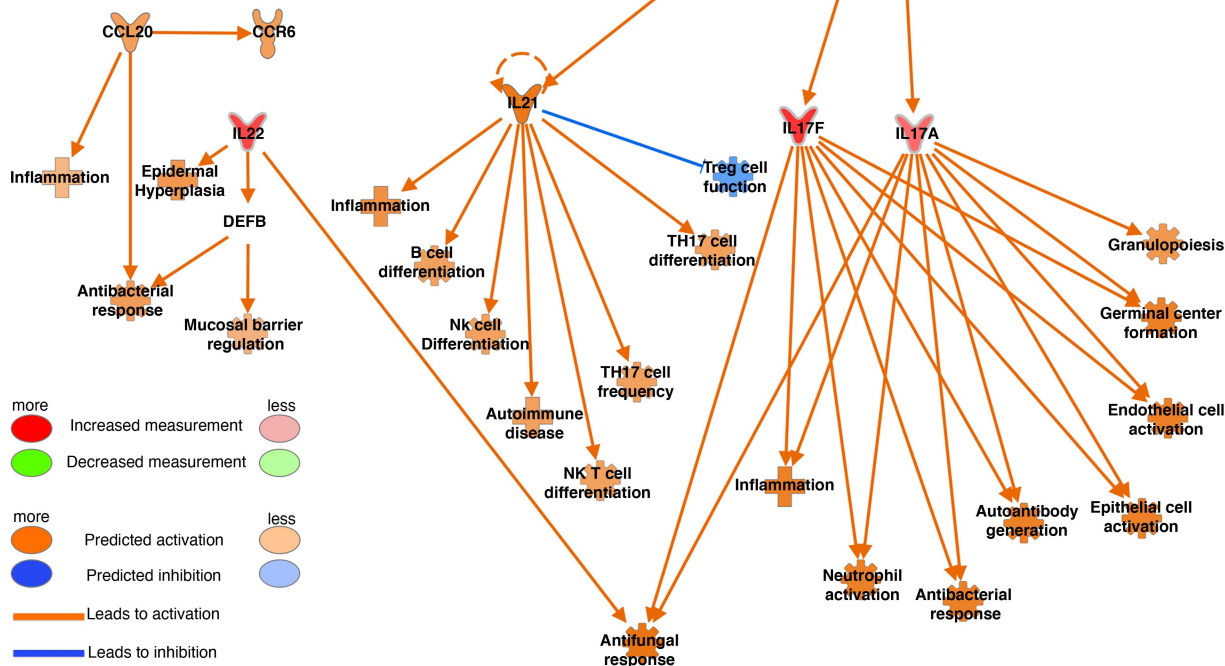 CCL20
CCR6
IL22
IL21
IL17F
IL17A
Inflammation
Epidermal
Hyperplasia
DEFB
Antibacterial
response
Mucosal barrier
regulation
Inflammation
B cell
differentiation
Nk cell
Differentiation
Autoimmune
disease
NK T cell
differentiation
TH17 cell
frequency
TH17 cell
differentiation
Treg cell
function
Antifungal
response
Inflammation
Neutrophil
activation
Antibacterial
response
Autoantibody
generation
Epithelial cell
activation
Endothelial cell
activation
Germinal center
formation
Granulopoiesis
more
less
Increased measurement
Decreased measurement
more
less
Predicted activation
Predicted inhibition
Leads to activation
Leads to inhibition